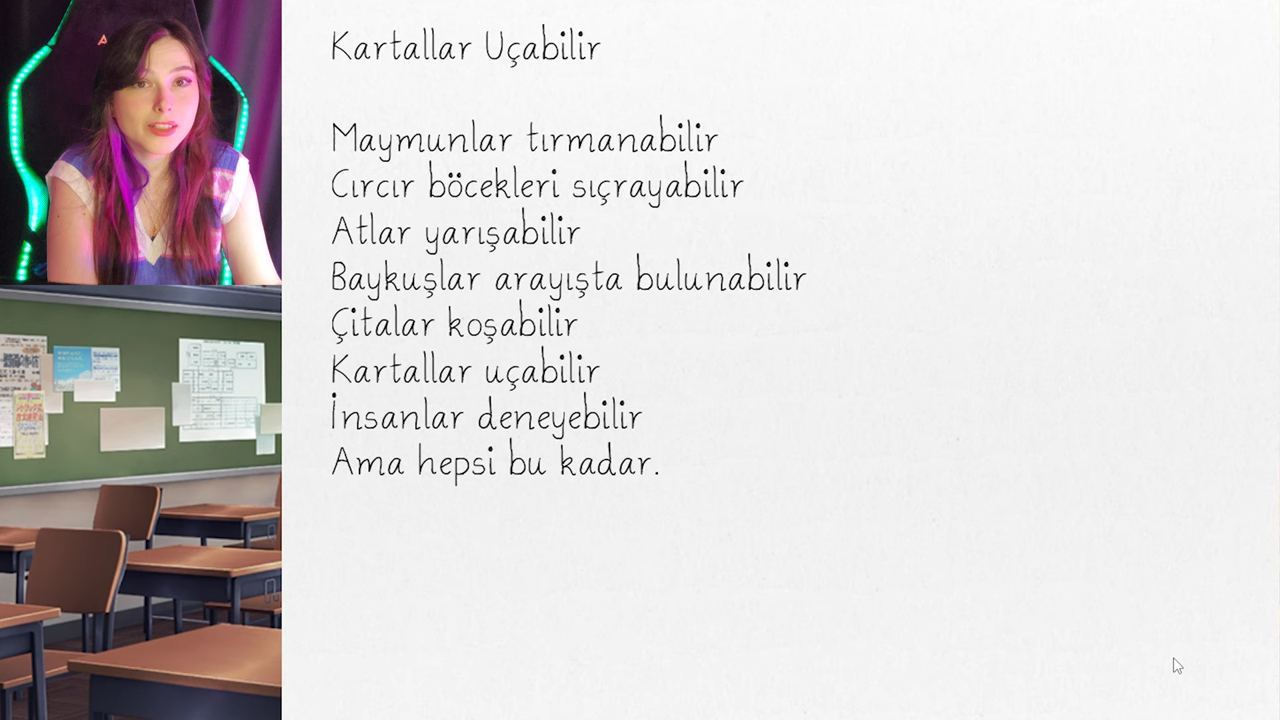 Kartallar Uçabilir
Maymunlar tırmanabilir
Cırcır böcekleri sıçrayabilir
Atlar yarışabilir
Baykuşlar arayışta bulunabilir
Çitalar koşabilir
Kartallar uçabilir
İnsanlar deneyebilir
Ama hepsi bu kadar.